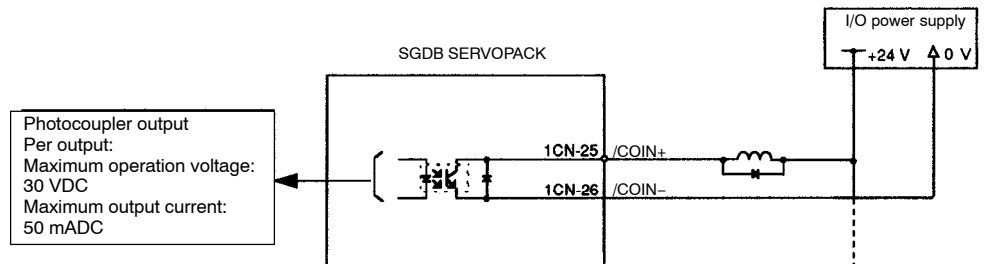 I/O power supply
+24 V
0 V
SGDB SERVOPACK
Photocoupler output
Per output:
Maximum operation voltage:
30 VDC
Maximum output current:
50 mADC
1CN-25 /COIN+
1CN-26 /COIN−